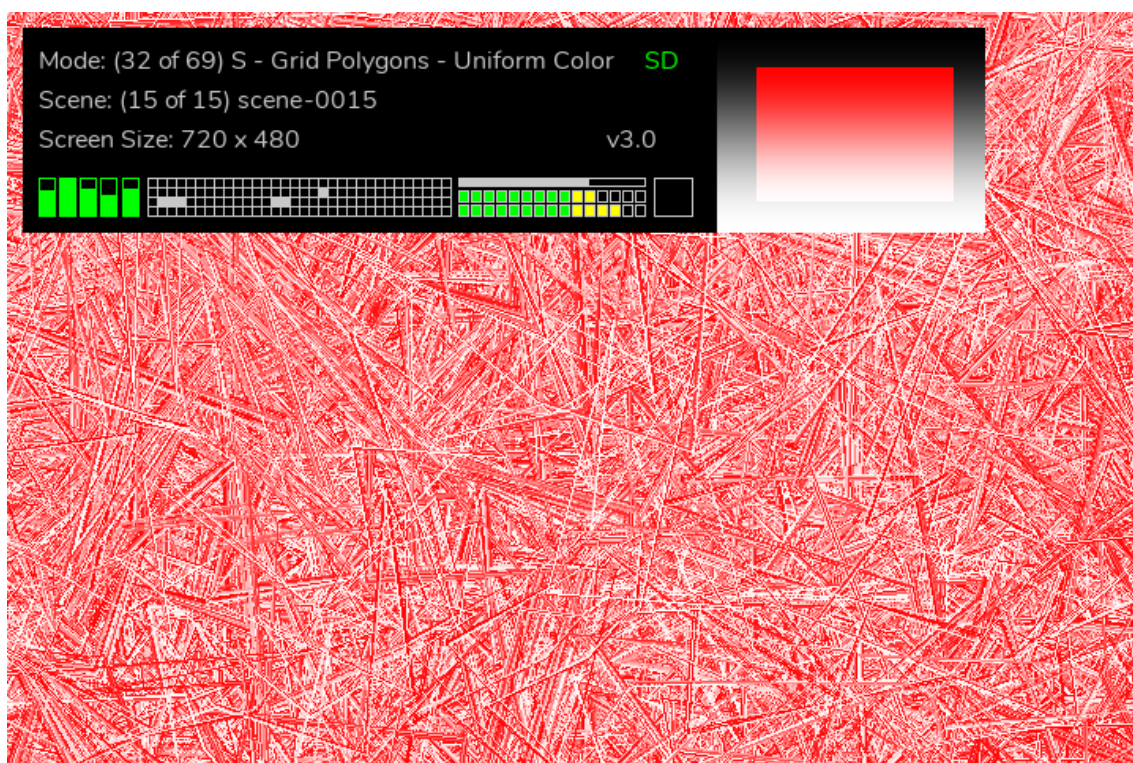 Mode: (32 of 69) S - Grid Polygons - Uniform Color SD
Scene: (15 of 15) scene-0015
Screen Size: 720 x 480 v3.0